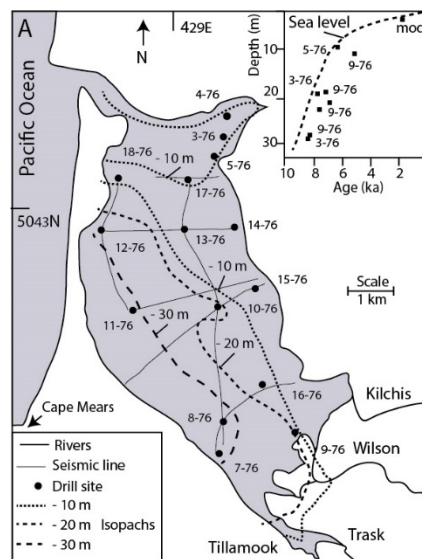 A
429E
N
Pacific Ocean
5043N
Cape Mears
4-76
3-76
5-76
18-76
- 10 m
17-76
14-76
12-76
13-76
- 10 m
15-76
10-76
11-76
- 30 m
- 20 m
16-76
8-76
9-76
7-76
Kilchis
Wilson
Trask
Tillamook
Scale
1 km
Depth (m)
10
20
30
Sea level
mod
5-76
9-76
3-76
9-76
9-76
9-76
3-76
10 8 6 4 2 0
Age (ka)
Rivers
Seismic line
Drill site
- 10 m
- 20 m Isopachs
- 30 m